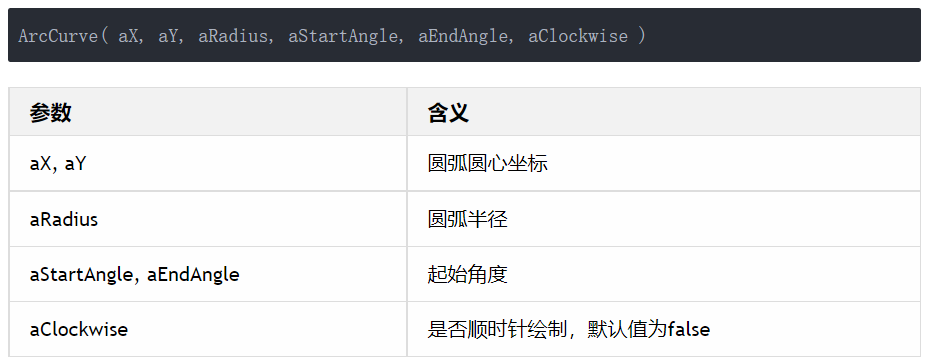 ArcCurve( aX, aY, aRadius, aStartAngle, aEndAngle, aClockwise )
参数 含义
aX, aY 圆弧圆心坐标
aRadius 圆弧半径
aStartAngle, aEndAngle 起始角度
aClockwise 是否顺时针绘制，默认值为false